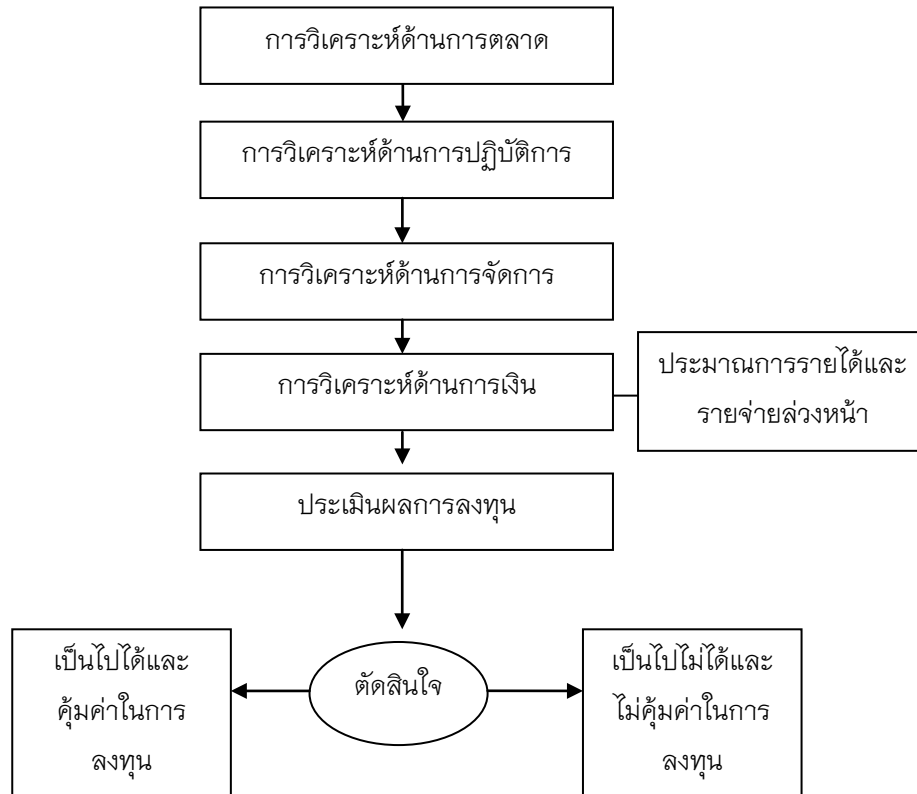 การวิเคราะห์ด้านการตลาด
การวิเคราะห์ด้านการปฏิบัติการ
การวิเคราะห์ด้านการจัดการ
การวิเคราะห์ด้านการเงิน
ประมาณการรายได้และ
รายจ่ายล่วงหน้า
ประเมินผลการลงทุน
เป็นไปได้และ
คุ้มค่าในการ
ลงทุน
ตัดสินใจ
เป็นไปไม่ได้และ
ไม่คุ้มค่าในการ
ลงทุน